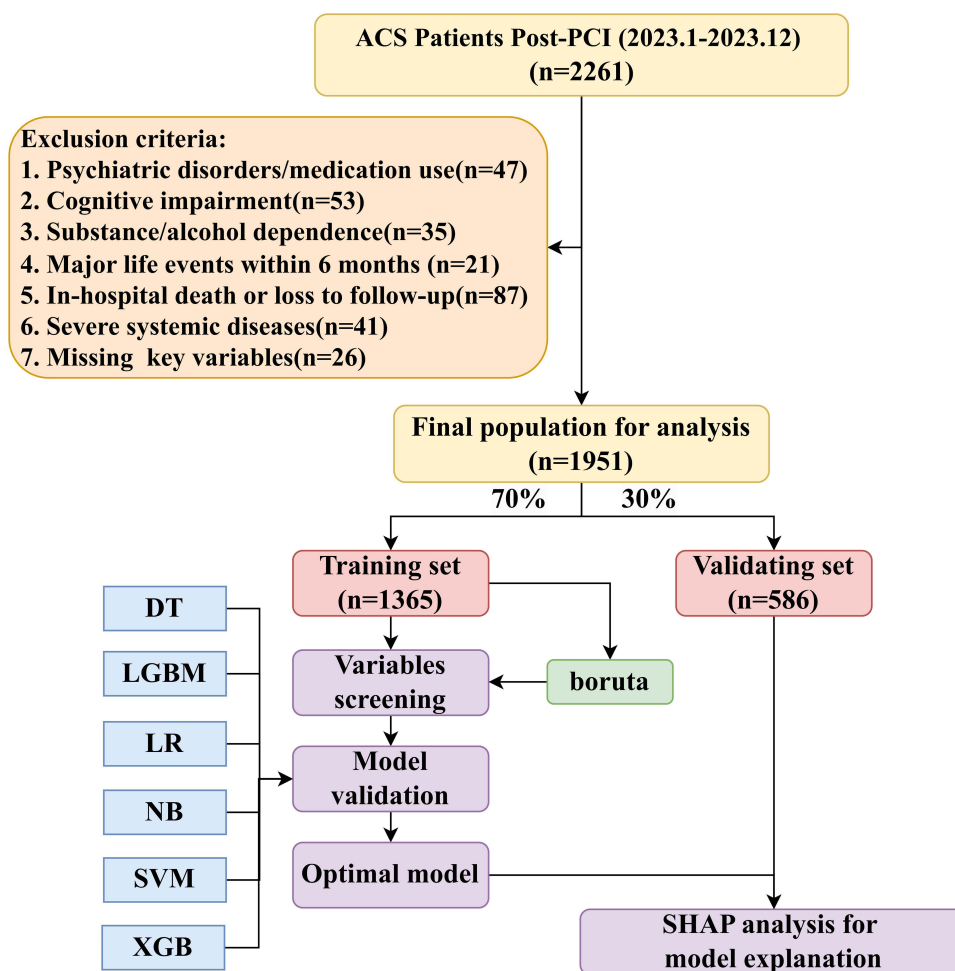 ACS Patients Post-PCI (2023.1-2023.12)
(n=2261)
Exclusion criteria:
1. Psychiatric disorders/medication use(n=47)
2. Cognitive impairment(n=53)
3. Substance/alcohol dependence(n=35)
4. Major life events within 6 months (n=21)
5. In-hospital death or loss to follow-up(n=87)
6. Severe systemic diseases(n=41)
7. Missing key variables(n=26)
Final population for analysis
(n=1951)
70%
30%
Training set
(n=1365)
Validating set
(n=586)
DT
LGBM
LR
NB
SVM
XGB
Variables
screening
boruta
Model
validation
Optimal model
SHAP analysis for
model explanation